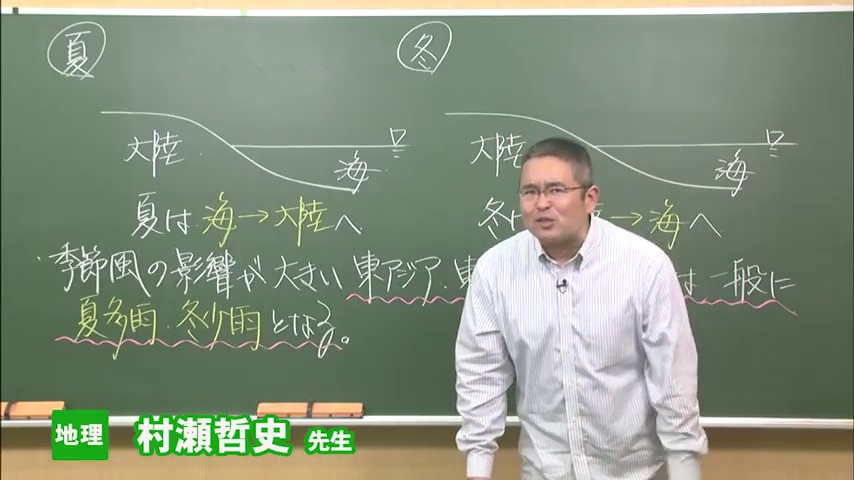 夏
冬
大陸
海
大陸
海
夏は 海→大陸へ
冬 →海へ
季節風の影響が大きい 東アジア・東 は一般に
夏多雨・冬少雨となる。
地理 村瀬哲史 先生